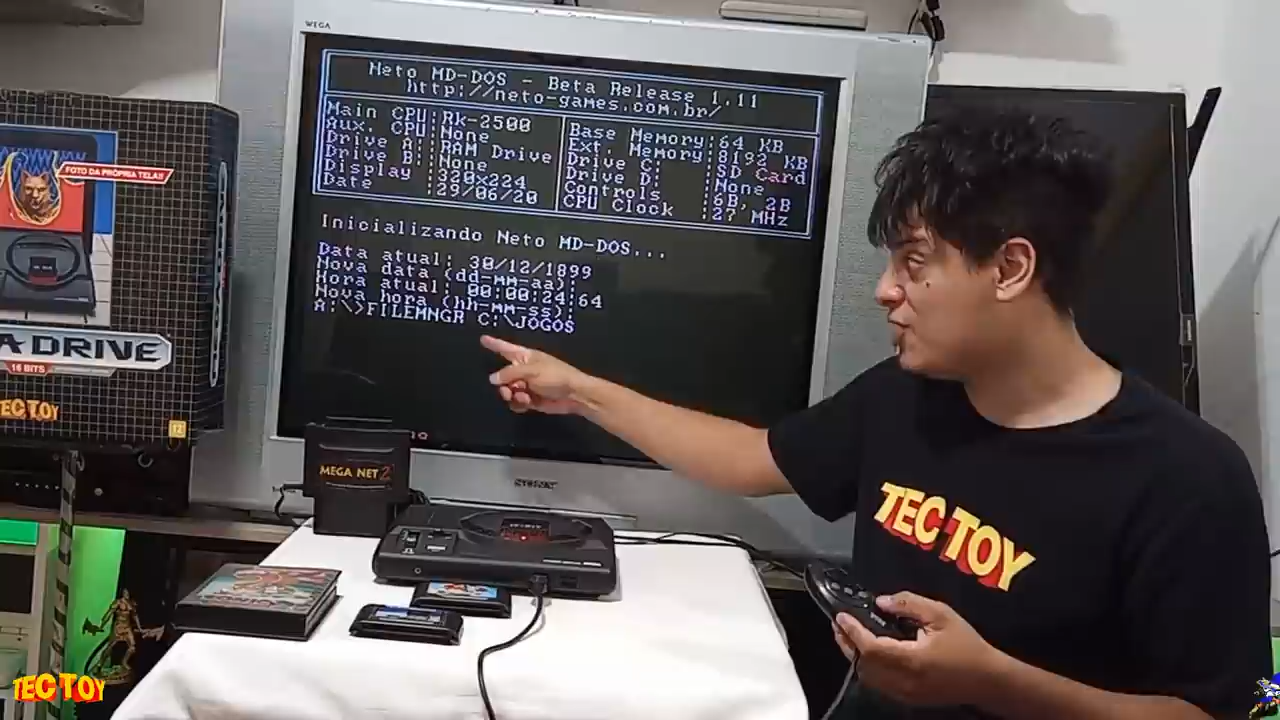 WEGA
Neto MD-DOS - Beta Release 1.11
http://neto-games.com.br/
Main CPU:Rk-2500
Aux. CPU:None
Drive A:RAM Drive
Drive B:None
Display :320x224
Date :29/06/20
Base Memory:64 KB
Ext. Memory:8192 KB
Drive C:SD Card
Drive D:None
Controls :6B, 2B
CPU Clock :27 MHz
Inicializando Neto MD-DOS...
Data atual: 30/12/1899
Nova data (dd-MM-aa):
Hora atual: 00:00:24:64
Nova hora (hh-MM-ss):
A:\>FILEMNGR C:\JOGOS
FOTO DA PRÓPRIA TELA!!
A DRIVE
16 BITS
TEC TOY
MEGA NET 2
SONY
TEC TOY
TEC TOY